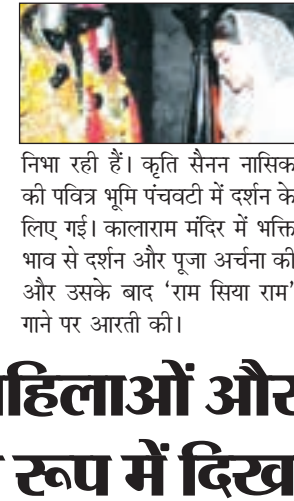 निभा रही हैं। कृति सैनन नासिक
की पवित्र भूमि पंचवटी में दर्शन के
लिए गई। कालाराम मंदिर में भक्ति
भाव से दर्शन और पूजा अर्चना की
और उसके बाद ‘राम सिया राम’
गाने पर आरती की।
और
रूप में दिख